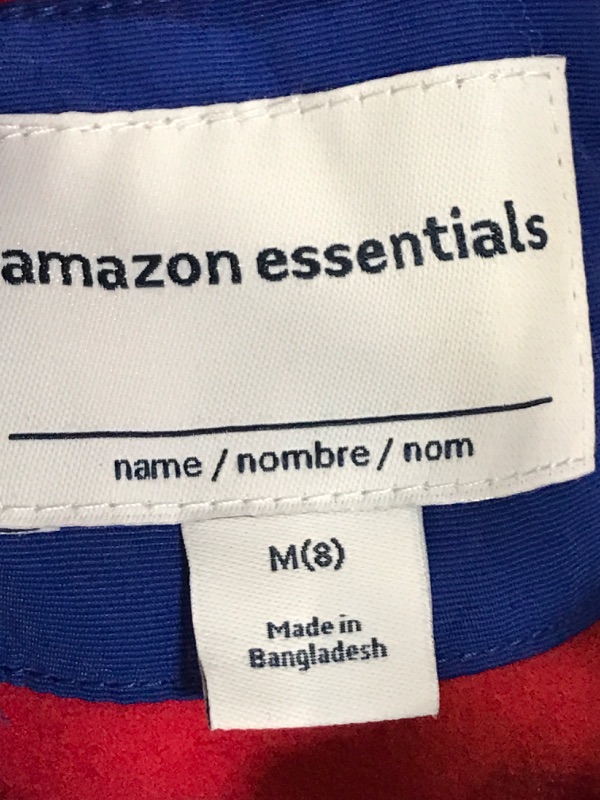 amazon essentials
name / nombre / nom
M(8)
Made in
Bangladesh